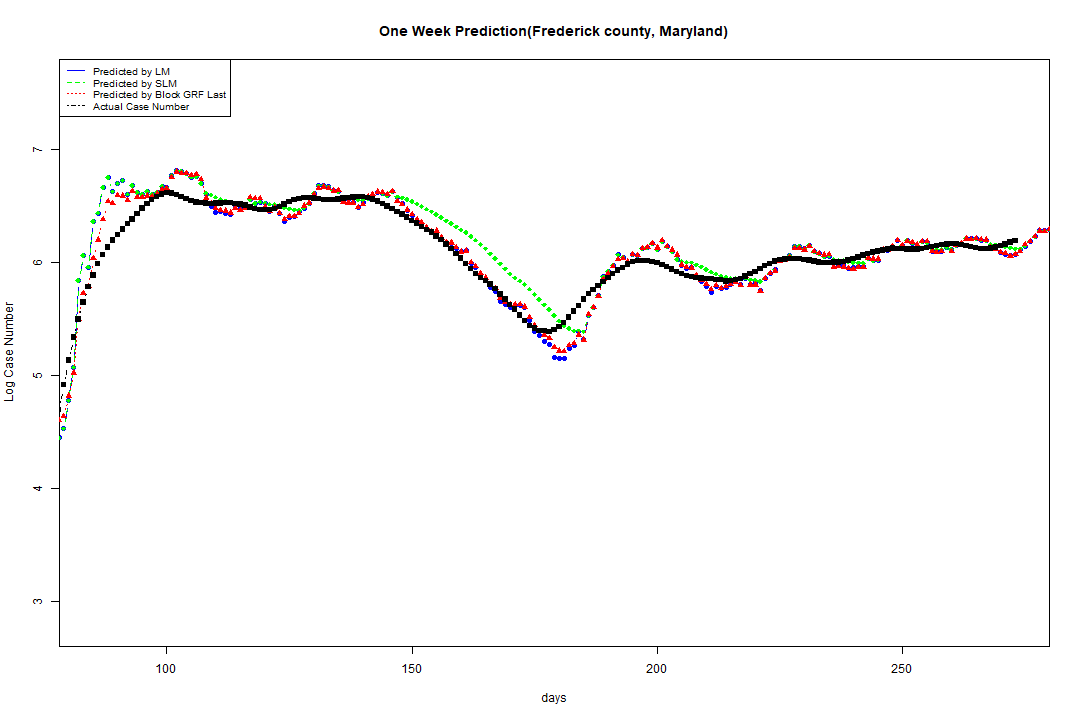 One Week Prediction(Frederick county, Maryland)
Predicted by LM
Predicted by SLM
Predicted by Block GRF Last
Actual Case Number
7
6
5
4
3
Log Case Number
100 150 200 250
days